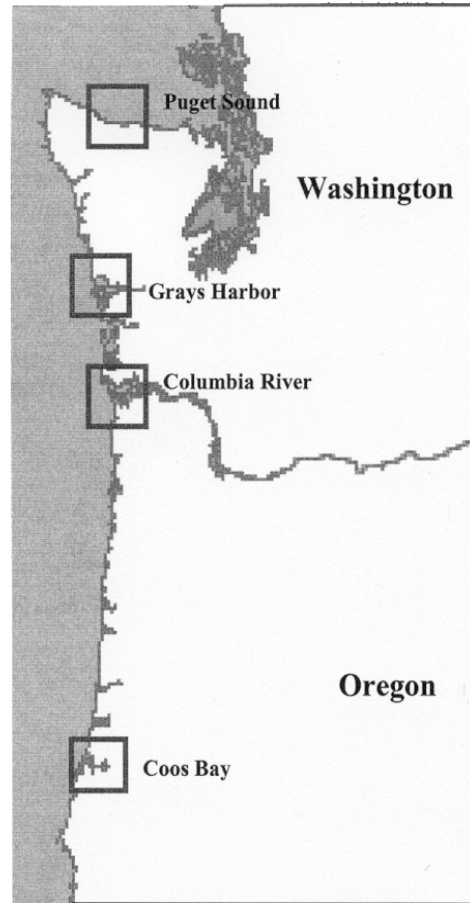 Puget Sound
Washington
Grays Harbor
Columbia River
Oregon
Coos Bay